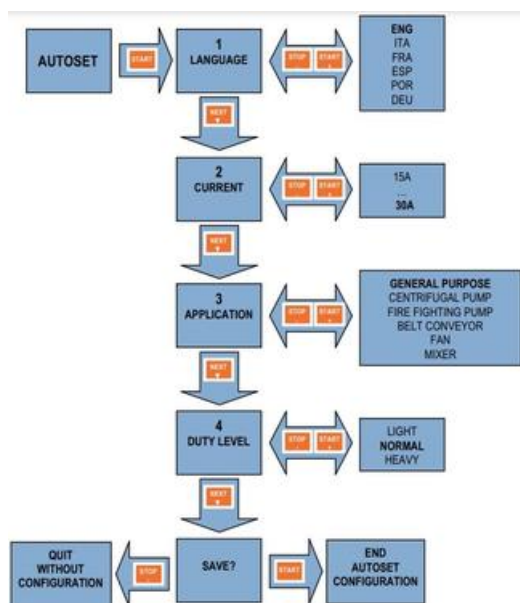 AUTOSET
START
1
LANGUAGE
STOP
START
ENG
ITA
FRA
ESP
POR
DEU
NEXT
2
CURRENT
STOP
START
15A
...
30A
NEXT
3
APPLICATION
STOP
START
GENERAL PURPOSE
CENTRIFUGAL PUMP
FIRE FIGHTING PUMP
BELT CONVEYOR
FAN
MIXER
NEXT
4
DUTY LEVEL
STOP
START
LIGHT
NORMAL
HEAVY
NEXT
QUIT
WITHOUT
CONFIGURATION
STOP
SAVE?
START
END
AUTOSET
CONFIGURATION